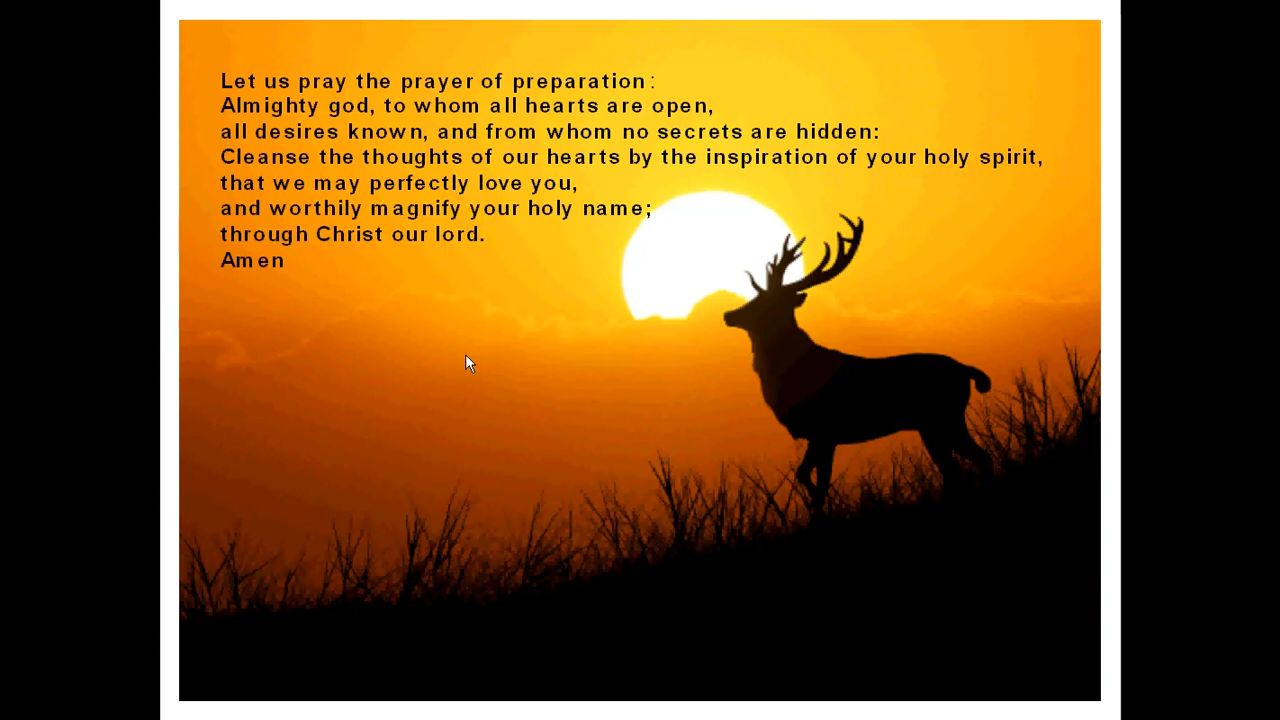 Let us pray the prayer of preparation:
Almighty god, to whom all hearts are open,
all desires known, and from whom no secrets are hidden:
Cleanse the thoughts of our hearts by the inspiration of your holy spirit,
that we may perfectly love you,
and worthily magnify your holy name;
through Christ our lord.
Amen